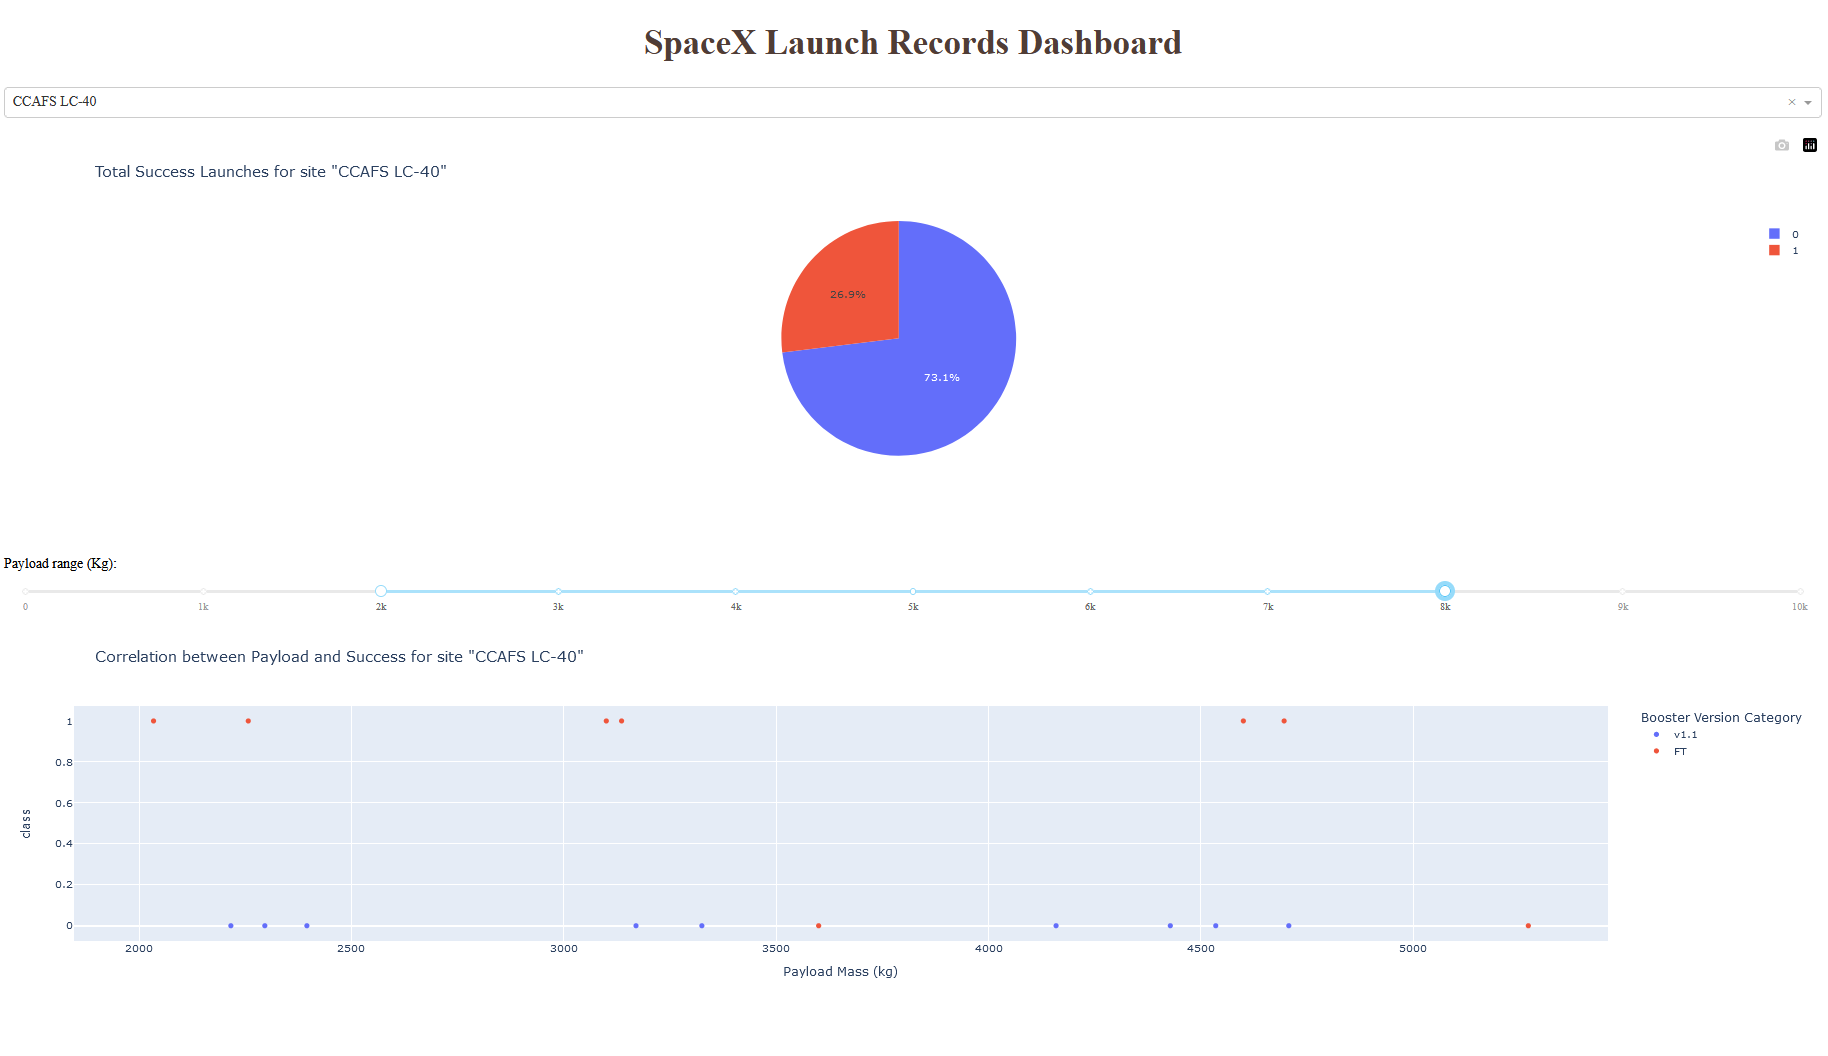 SpaceX Launch Records Dashboard
CCAFS LC-40
Total Success Launches for site "CCAFS LC-40"
0
1
26.9%
73.1%
Payload range (Kg):
0 1k 2k 3k 4k 5k 6k 7k 8k 9k 10k
Correlation between Payload and Success for site "CCAFS LC-40"
Booster Version Category
v1.1
FT
1
0.8
0.6
0.4
0.2
0
class
2000 2500 3000 3500 4000 4500 5000
Payload Mass (kg)